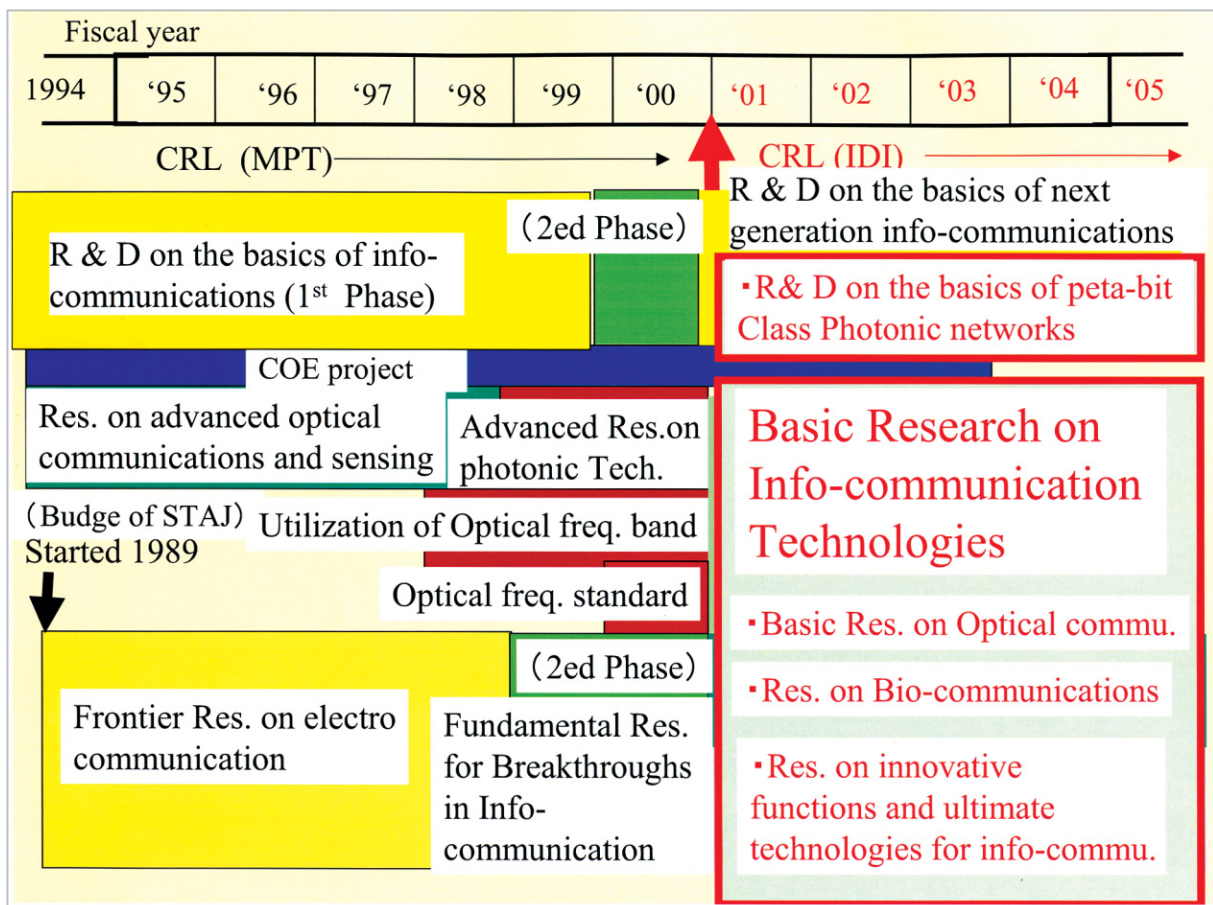 Fiscal year
1994 ‘95 ‘96 ‘97 ‘98 ‘99 ‘00 ‘01 ‘02 ‘03 ‘04 ‘05
CRL (MPT)
CRL (IDI)
R & D on the basics of info-
communications (1st Phase)
(2ed Phase)
R & D on the basics of next
generation info-communications
・R& D on the basics of peta-bit
Class Photonic networks
COE project
Res. on advanced optical
communications and sensing
Advanced Res.on
photonic Tech.
(Budge of STAJ)
Started 1989
Utilization of Optical freq. band
Optical freq. standard
Frontier Res. on electro
communication
(2ed Phase)
Fundamental Res.
for Breakthroughs
in Info-
communication
Basic Research on
Info-communication
Technologies
・Basic Res. on Optical commu.
・Res. on Bio-communications
・Res. on innovative
functions and ultimate
technologies for info-commu.